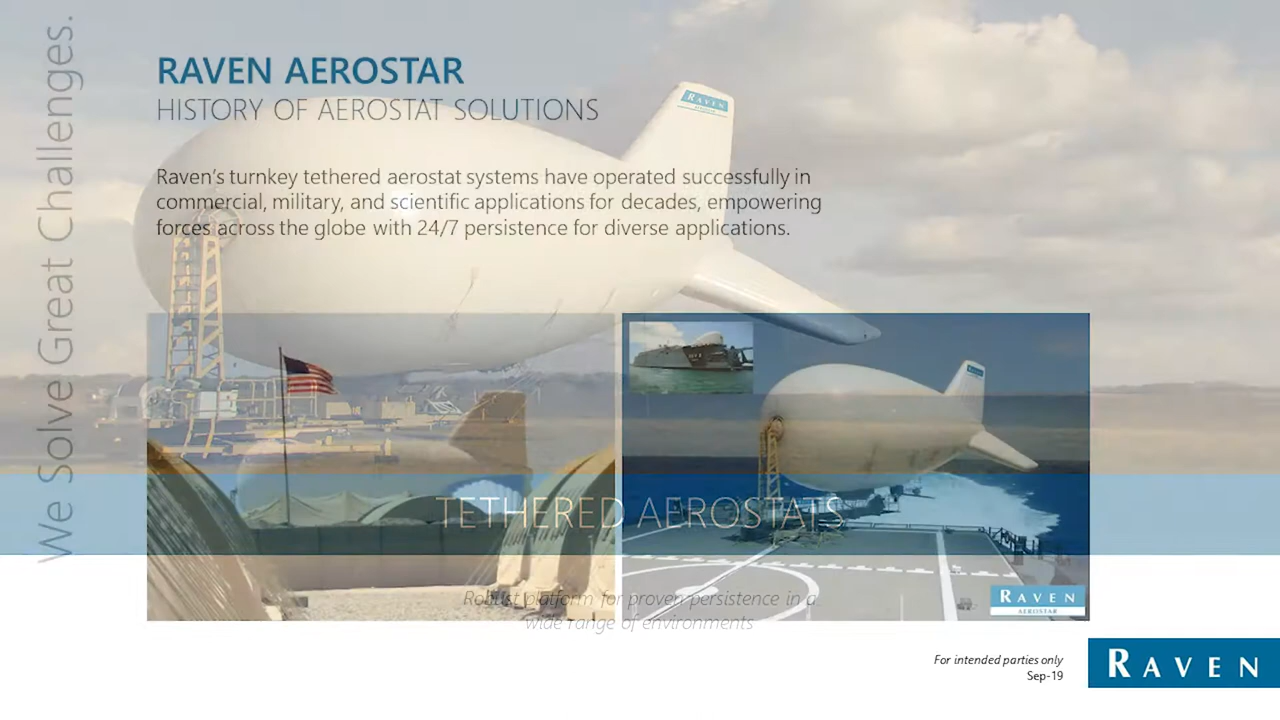 We Solve Great Challenges.
RAVEN AEROSTAR
HISTORY OF AEROSTAT SOLUTIONS
RAVEN
Raven's turnkey tethered aerostat systems have operated successfully in
commercial, military, and scientific applications for decades, empowering
forces across the globe with 24/7 persistence for diverse applications.
TETHERED AEROSTATS
Robust platform for proven persistence in a
wide range of environments
RAVEN
AEROSTAR
For intended parties only
Sep-19
RAVEN